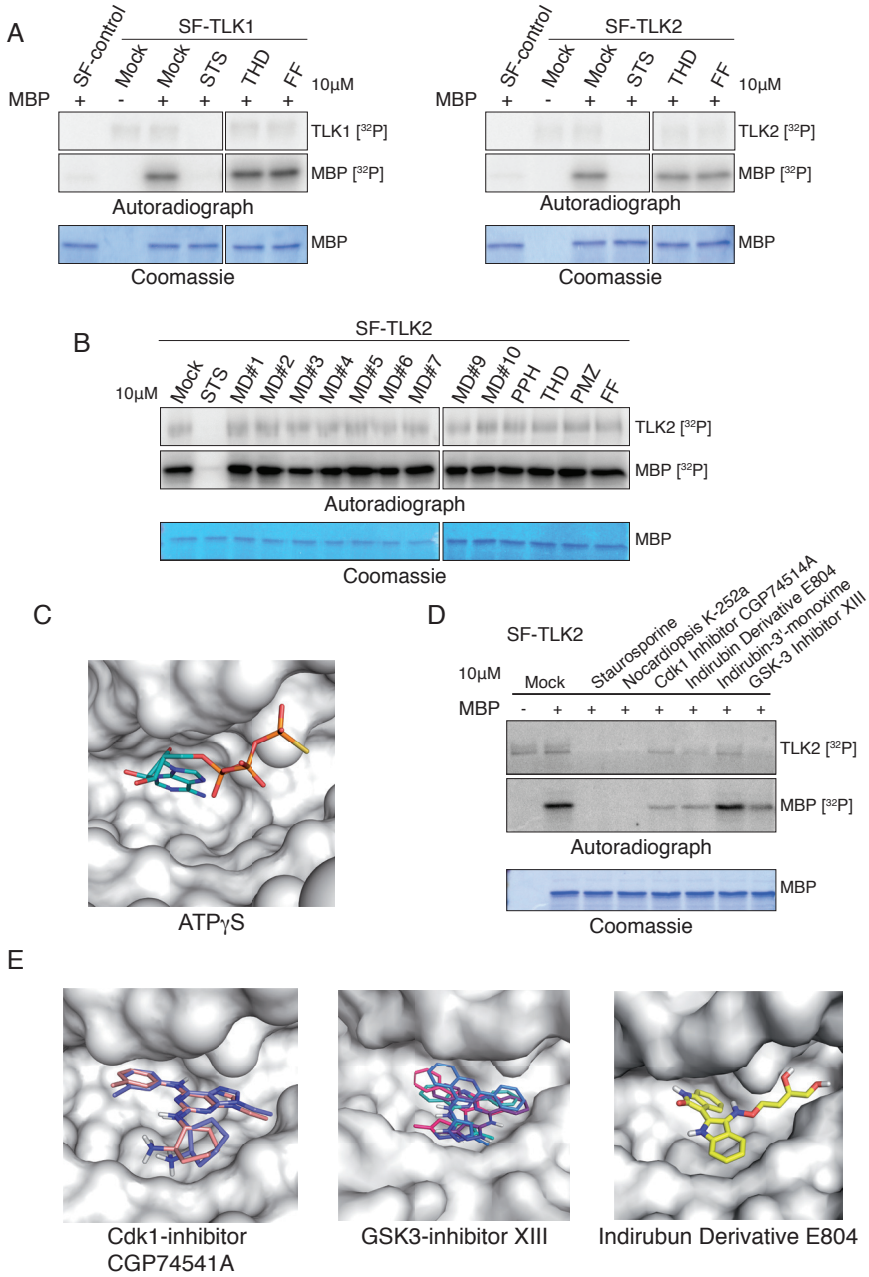 A
SF-TLK1
SF-control
Mock
Mock
STS
THD
FF
10µM
MBP + - + + + +
TLK1 [³²P]
MBP [³²P]
Autoradiograph
MBP
Coomassie
SF-TLK2
SF-control
Mock
Mock
STS
THD
FF
10µM
MBP + - + + + +
TLK2 [³²P]
MBP [³²P]
Autoradiograph
MBP
Coomassie
B
SF-TLK2
10µM
Mock
STS
MD#1
MD#2
MD#3
MD#4
MD#5
MD#6
MD#7
MD#9
MD#10
PPH
THD
PMZ
FF
TLK2 [³²P]
MBP [³²P]
Autoradiograph
MBP
Coomassie
C
ATPγS
D
SF-TLK2
10µM
Mock
Staurosporine
Nocardiopsis K-252a
Cdk1 Inhibitor CGP74514A
Indirubin Derivative E804
Indirubin-3'-monoxime
GSK-3 Inhibitor XIII
MBP - + + + + + + +
TLK2 [³²P]
MBP [³²P]
Autoradiograph
MBP
Coomassie
E
Cdk1-inhibitor
CGP74541A
GSK3-inhibitor XIII
Indirubun Derivative E804